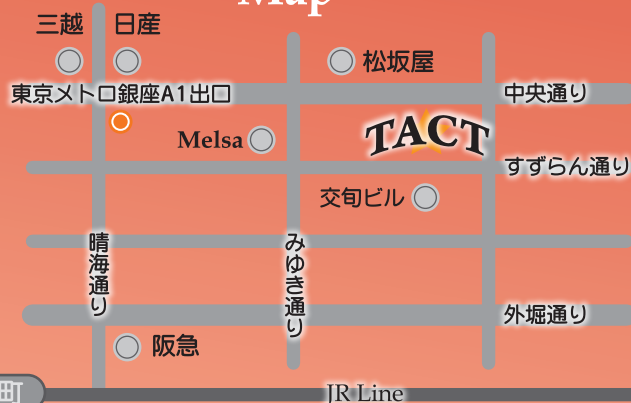 Map
三越
日産
松坂屋
東京メトロ銀座A1出口
中央通り
Melsa
TACT
すずらん通り
交旬ビル
晴海通り
みゆき通り
外堀通り
阪急
町
JR Line